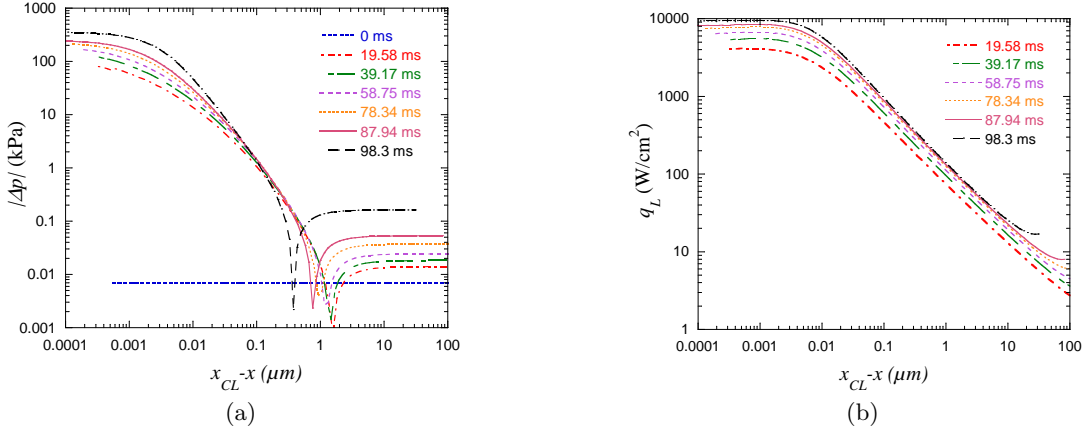 1000
100
10
1
0.1
0.01
0.001
|Δp| (kPa)
0 ms
19.58 ms
39.17 ms
58.75 ms
78.34 ms
87.94 ms
98.3 ms
0.0001 0.001 0.01 0.1 1 10 100
x_CL-x (μm)
(a)
10000
1000
100
10
1
q_L (W/cm²)
19.58 ms
39.17 ms
58.75 ms
78.34 ms
87.94 ms
98.3 ms
0.0001 0.001 0.01 0.1 1 10 100
x_CL-x (μm)
(b)